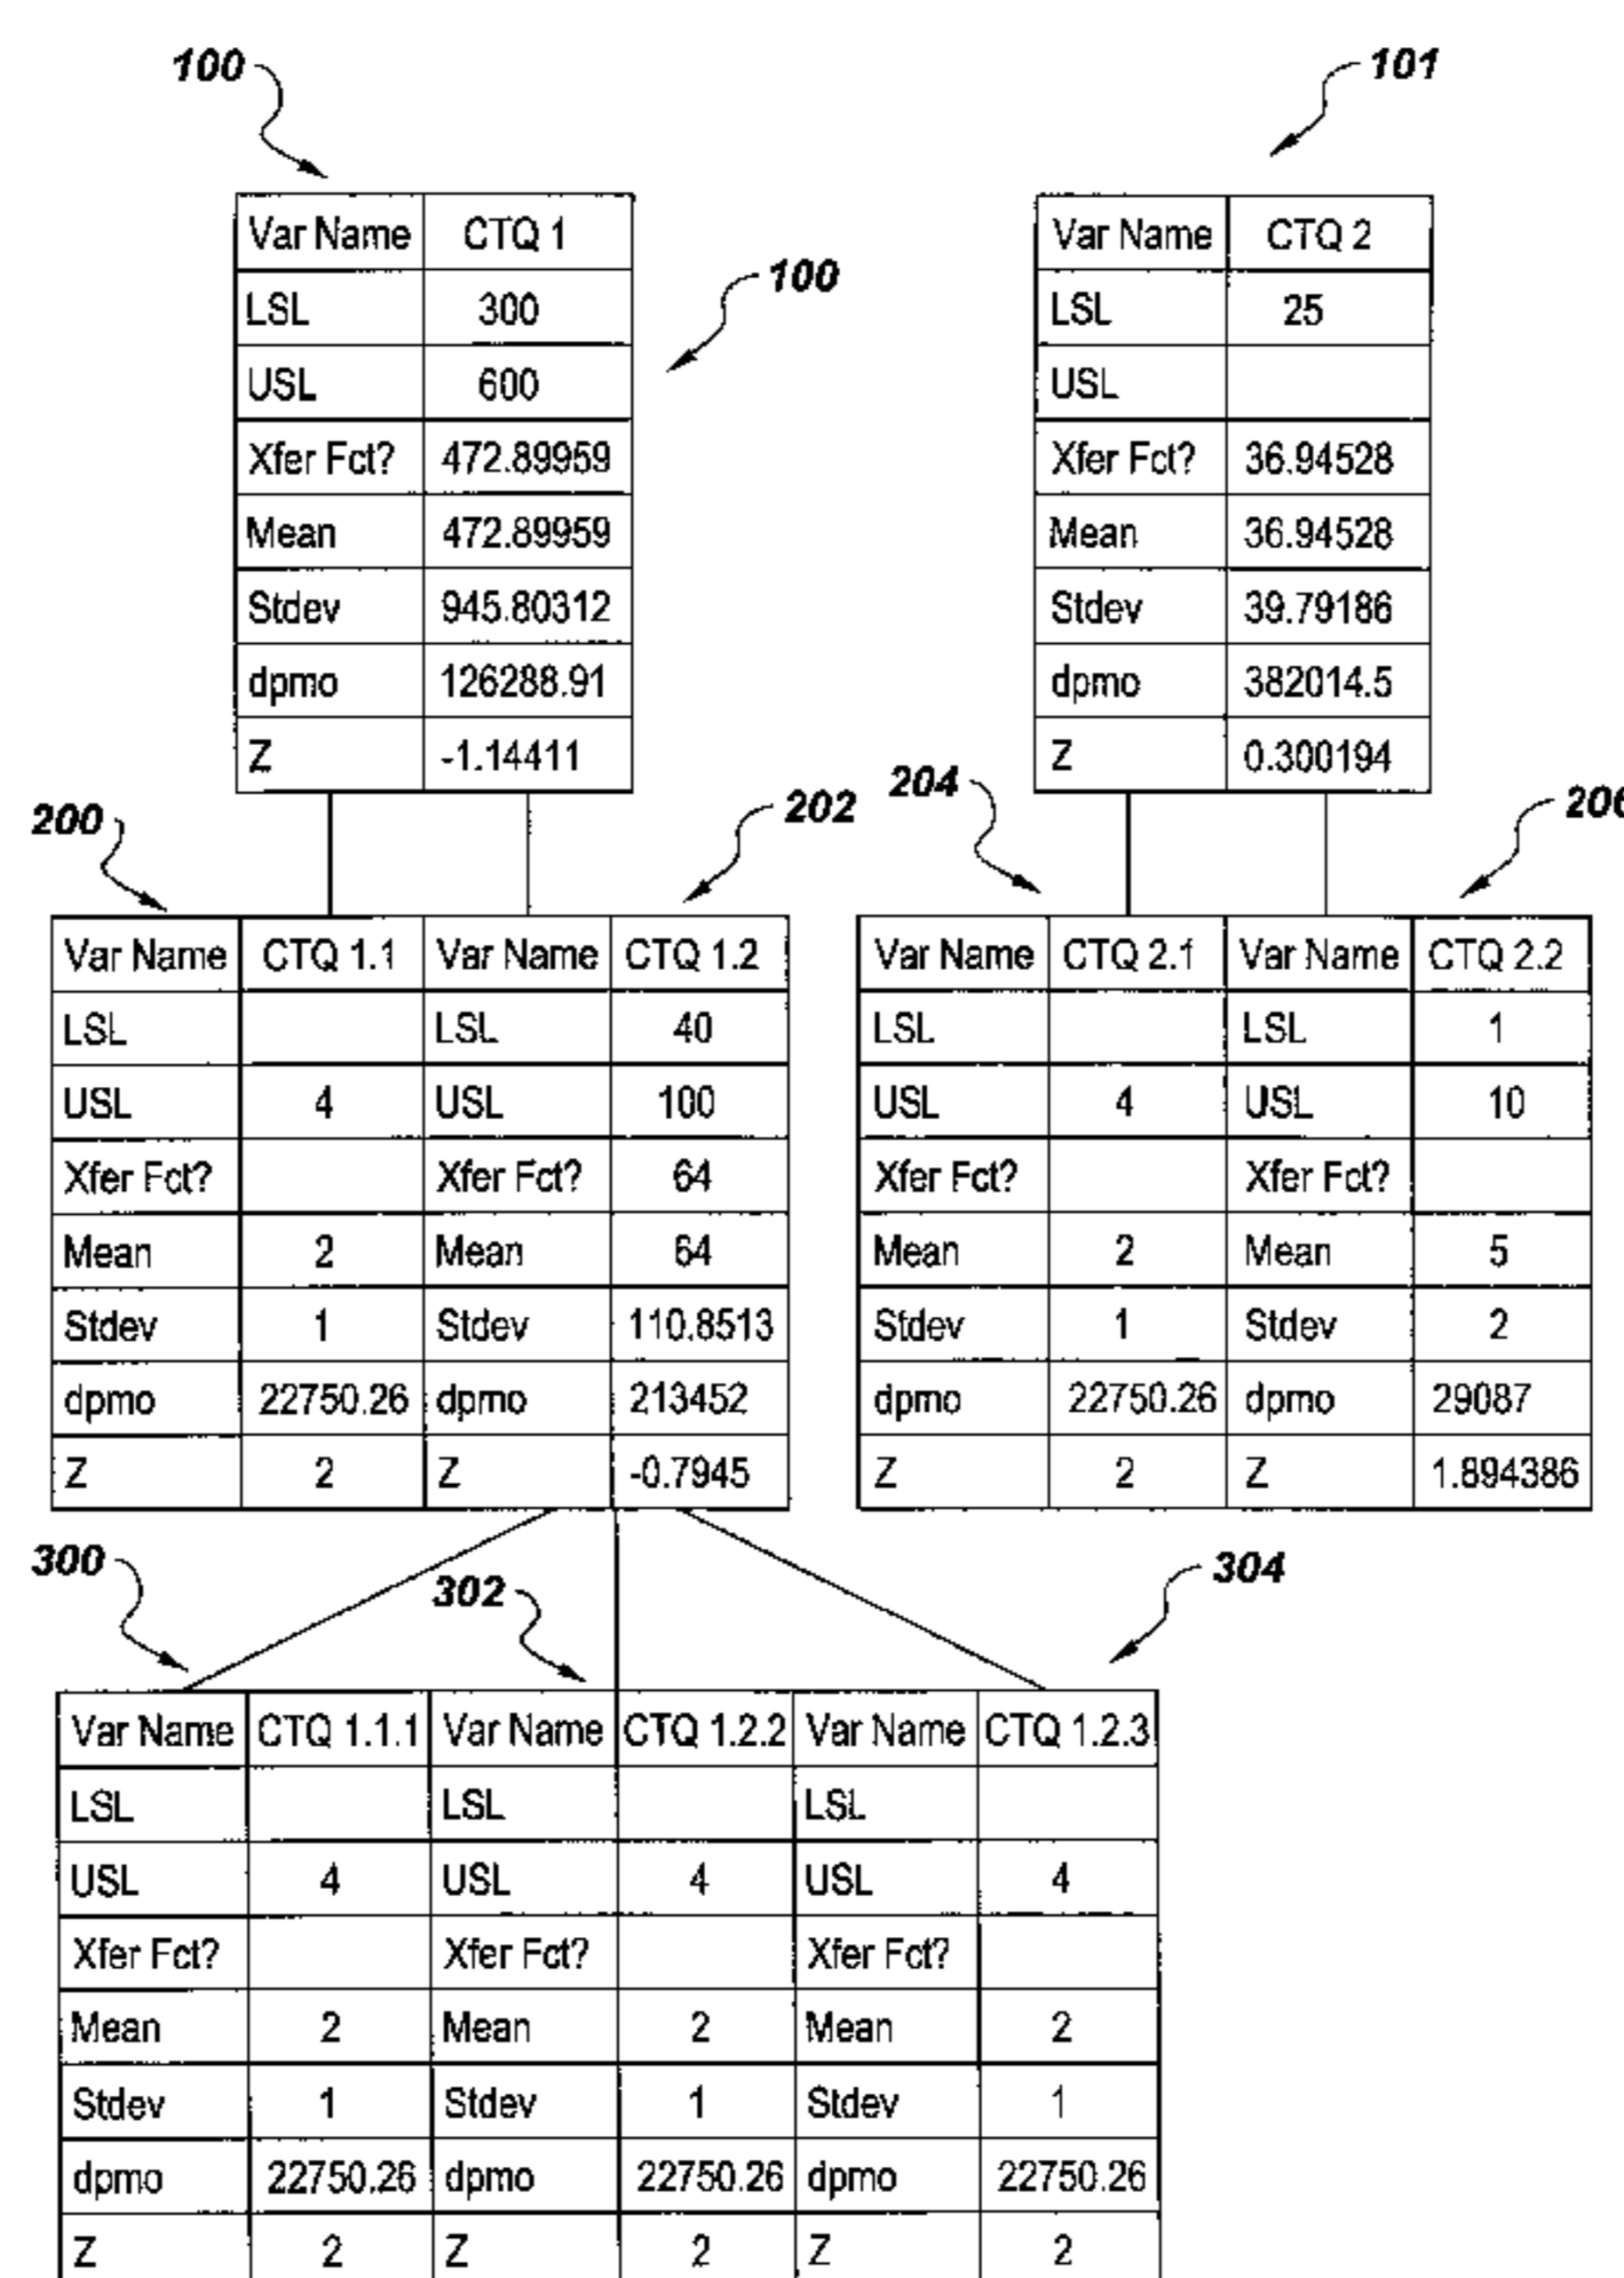 100
101
Var Name CTQ 1
LSL 300
USL 600
Xfer Fct? 472.89959
Mean 472.89959
Stdev 945.80312
dpmo 126288.91
Z -1.14411
100
Var Name CTQ 2
LSL 25
USL
Xfer Fct? 36.94528
Mean 36.94528
Stdev 39.79186
dpmo 382014.5
Z 0.300194
200
202
204
206
Var Name CTQ 1.1 Var Name CTQ 1.2
LSL LSL 40
USL 4 USL 100
Xfer Fct? Xfer Fct? 64
Mean 2 Mean 64
Stdev 1 Stdev 110.8513
dpmo 22750.26 dpmo 213452
Z 2 Z -0.7945
Var Name CTQ 2.1 Var Name CTQ 2.2
LSL LSL 1
USL 4 USL 10
Xfer Fct? Xfer Fct?
Mean 2 Mean 5
Stdev 1 Stdev 2
dpmo 22750.26 dpmo 29087
Z 2 Z 1.894386
300
302
304
Var Name CTQ 1.1.1 Var Name CTQ 1.2.2 Var Name CTQ 1.2.3
LSL LSL LSL
USL 4 USL 4 USL 4
Xfer Fct? Xfer Fct? Xfer Fct?
Mean 2 Mean 2 Mean 2
Stdev 1 Stdev 1 Stdev 1
dpmo 22750.26 dpmo 22750.26 dpmo 22750.26
Z 2 Z 2 Z 2